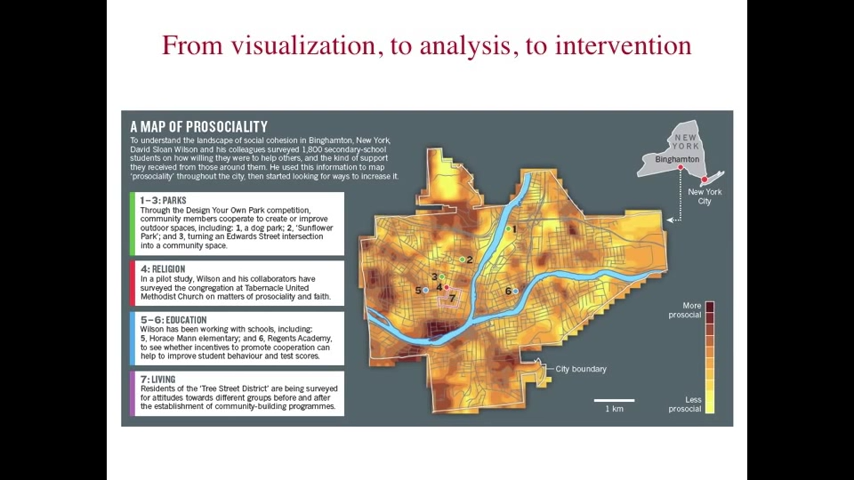 From visualization, to analysis, to intervention
A MAP OF PROSOCIALITY
To understand the landscape of social cohesion in Binghamton, New York,
David Sloan Wilson and his colleagues surveyed 1,800 secondary-school
students on how willing they were to help others, and the kind of support
they received from those around them. He used this information to map
'prosociality' throughout the city, then started looking for ways to increase it.
1–3: PARKS
Through the Design Your Own Park competition,
community members cooperate to create or improve
outdoor spaces, including: 1, a dog park; 2, 'Sunflower
Park'; and 3, turning an Edwards Street intersection
into a community space.
4: RELIGION
In a pilot study, Wilson and his collaborators have
surveyed the congregation at Tabernacle United
Methodist Church on matters of prosociality and faith.
5–6: EDUCATION
Wilson has been working with schools, including:
5, Horace Mann elementary; and 6, Regents Academy,
to see whether incentives to promote cooperation can
help to improve student behaviour and test scores.
7: LIVING
Residents of the 'Tree Street District' are being surveyed
for attitudes towards different groups before and after
the establishment of community-building programmes.
1
2
3
4
5
6
7
NEW
YORK
Binghamton
New York
City
More
prosocial
Less
prosocial
City boundary
1 km